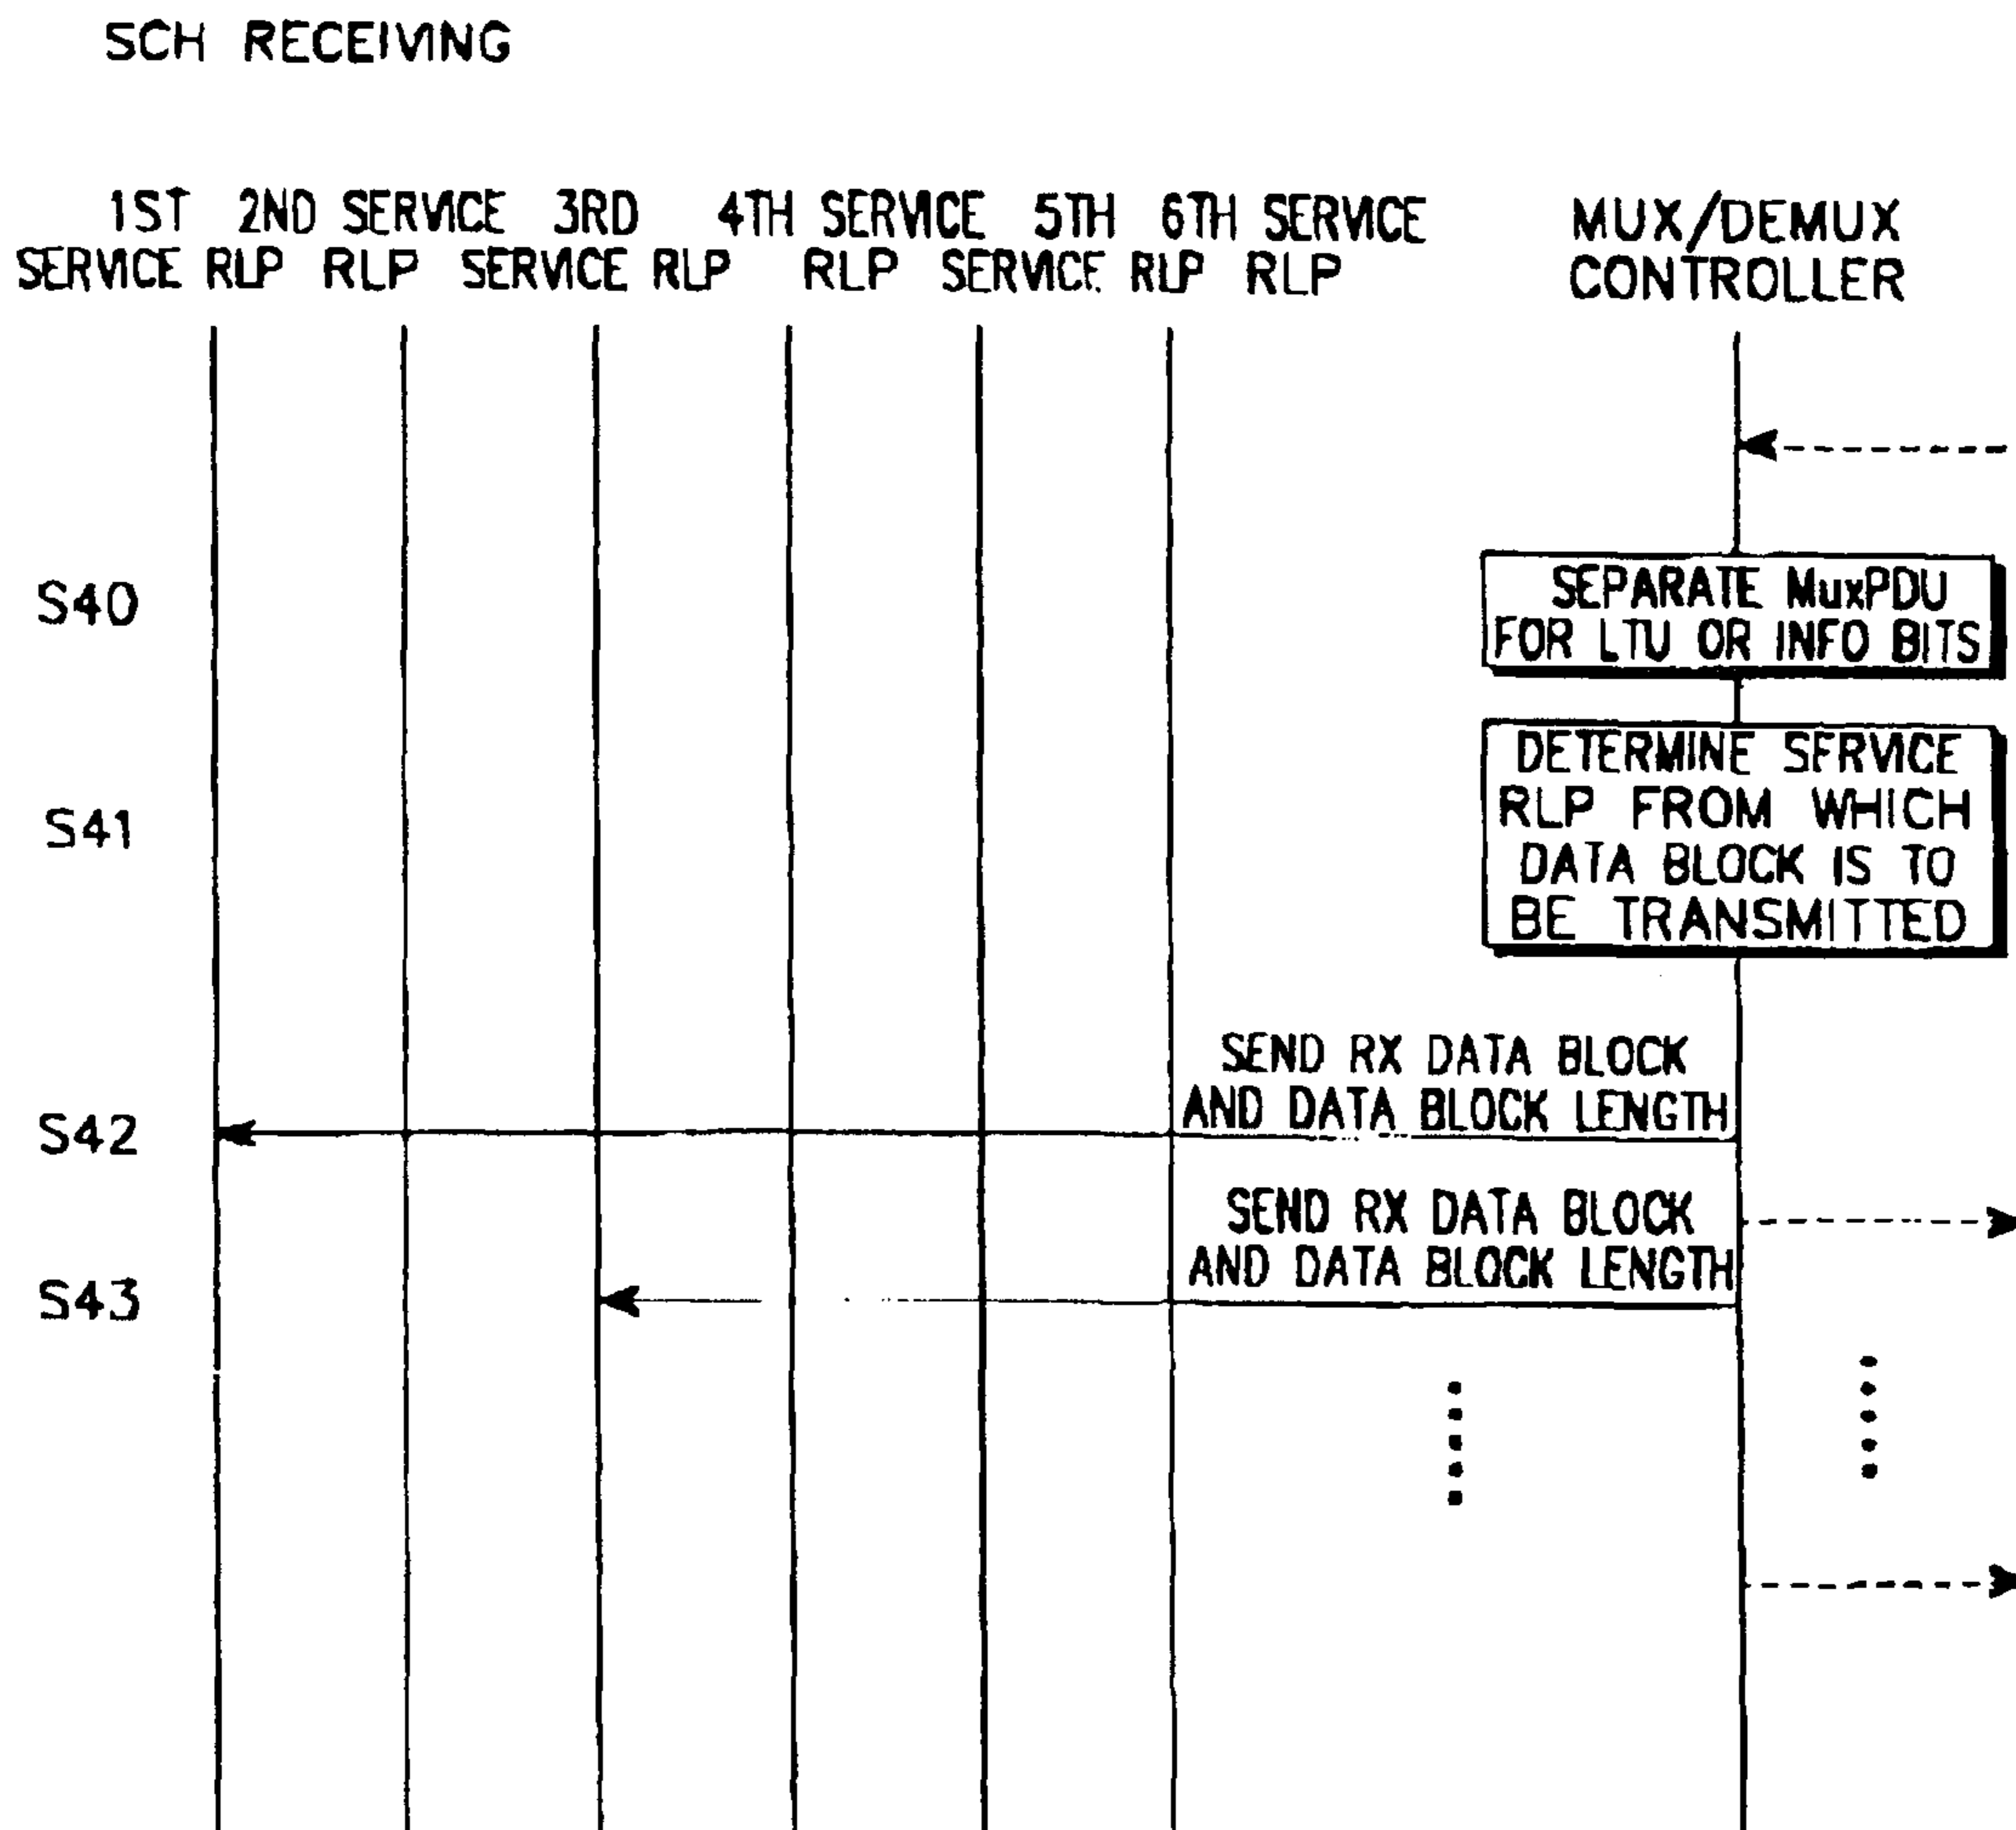 SCH RECEIVING
1ST 2ND SERVICE 3RD 4TH SERVICE 5TH 6TH SERVICE
SERVICE RLP RLP SERVICE RLP RLP SERVICE RLP RLP
MUX/DEMUX
CONTROLLER
S40
SEPARATE MuxPDU
FOR LTU OR INFO BITS
S41
DETERMINE SERVICE
RLP FROM WHICH
DATA BLOCK IS TO
BE TRANSMITTED
SEND RX DATA BLOCK
AND DATA BLOCK LENGTH
S42
SEND RX DATA BLOCK
AND DATA BLOCK LENGTH
S43